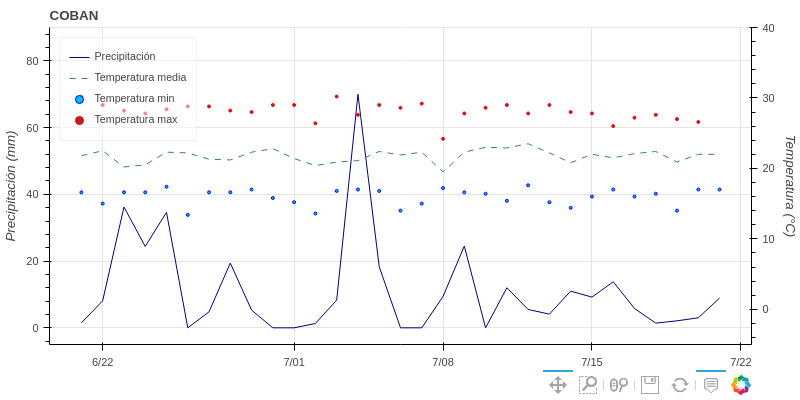 COBAN
Precipitación
Temperatura media
Temperatura min
Temperatura max
Precipitación (mm)
80
60
40
20
0
Temperatura (°C)
40
30
20
10
0
6/22
7/01
7/08
7/15
7/22